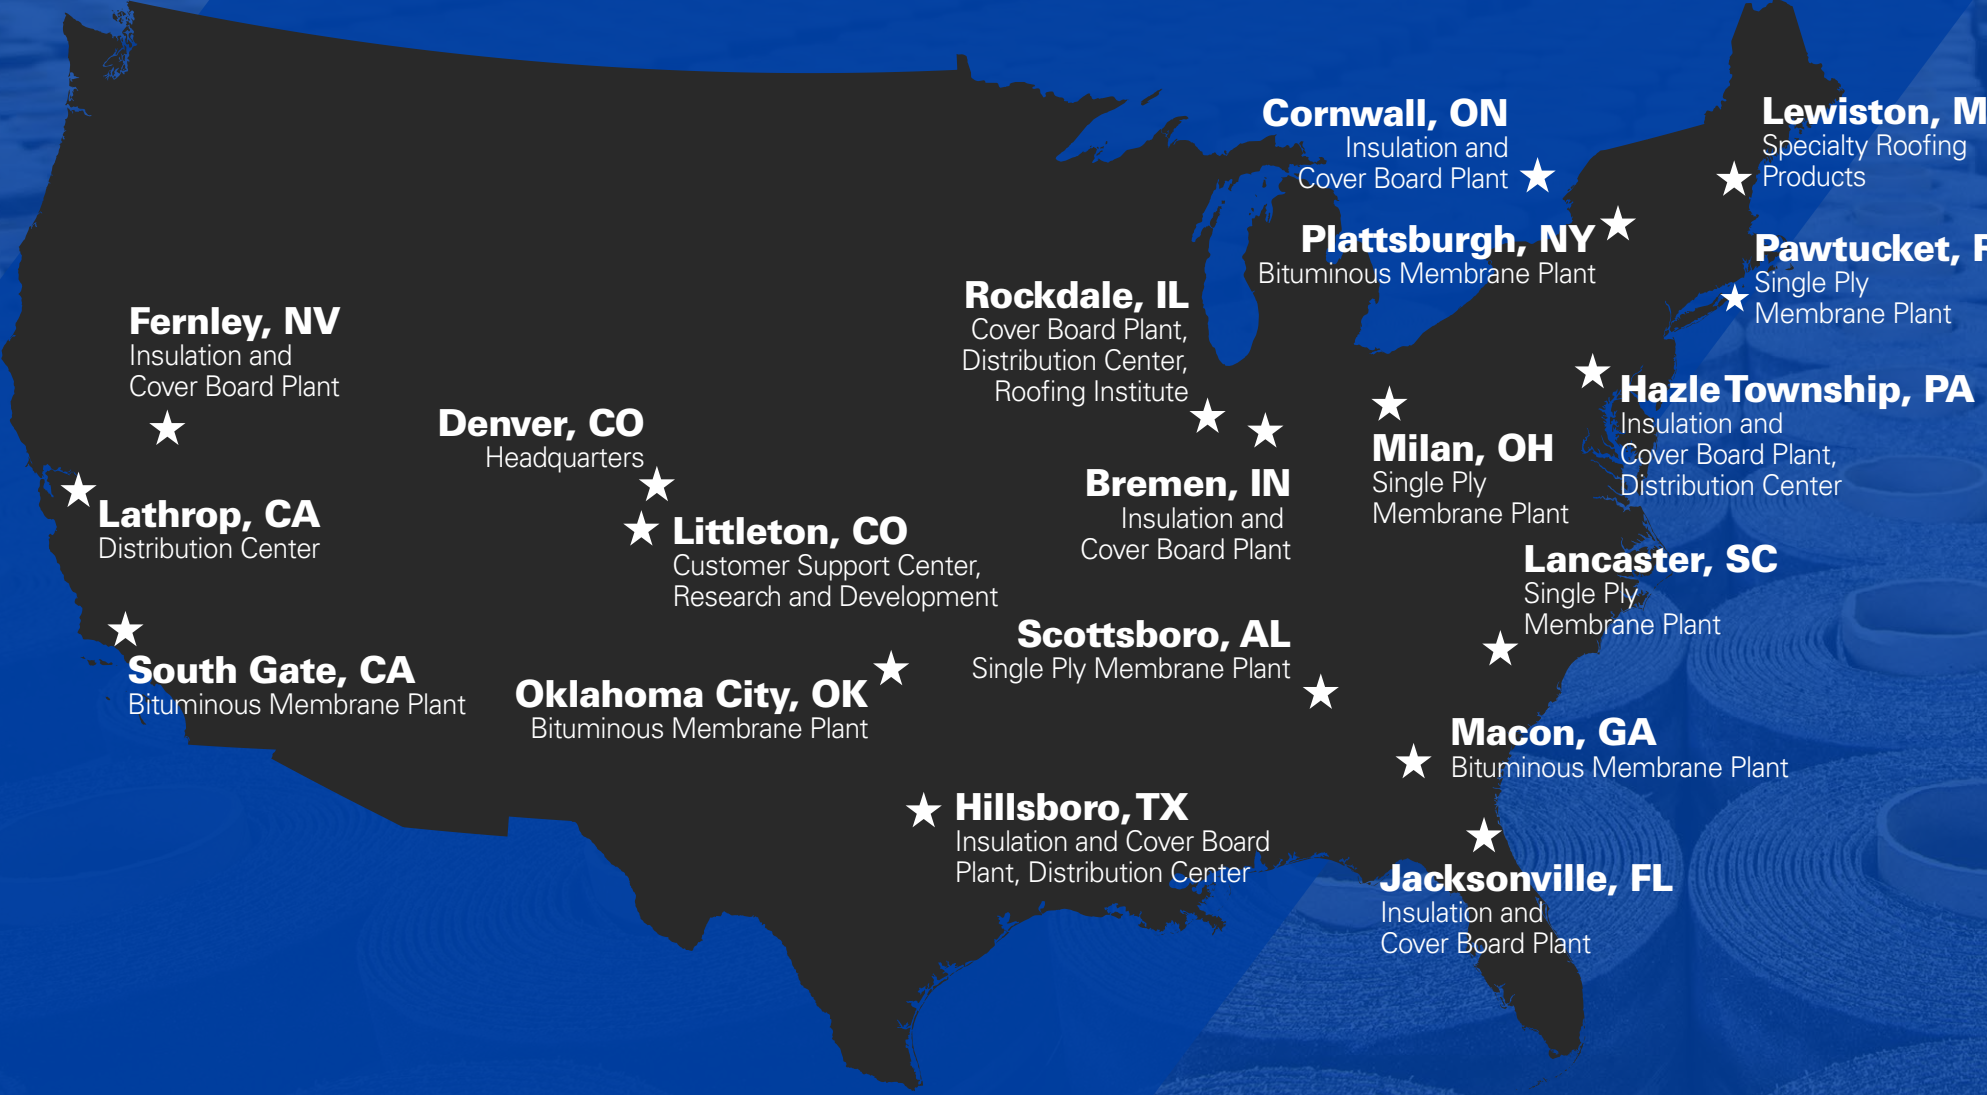 Cornwall, ON
Insulation and
Cover Board Plant
Lewiston, M
Specialty Roofing
Products
Plattsburgh, NY
Bituminous Membrane Plant
Pawtucket,
Single Ply
Membrane Plant
Rockdale, IL
Cover Board Plant,
Distribution Center,
Roofing Institute
Fernley, NV
Insulation and
Cover Board Plant
Hazle Township, PA
Insulation and
Cover Board Plant,
Distribution Center
Denver, CO
Headquarters
Milan, OH
Single Ply
Membrane Plant
Bremen, IN
Insulation and
Cover Board Plant
Lathrop, CA
Distribution Center
Littleton, CO
Customer Support Center,
Research and Development
Lancaster, SC
Single Ply
Membrane Plant
Scottsboro, AL
Single Ply Membrane Plant
South Gate, CA
Bituminous Membrane Plant
Oklahoma City, OK
Bituminous Membrane Plant
Macon, GA
Bituminous Membrane Plant
Hillsboro, TX
Insulation and Cover Board
Plant, Distribution Center
Jacksonville, FL
Insulation and
Cover Board Plant